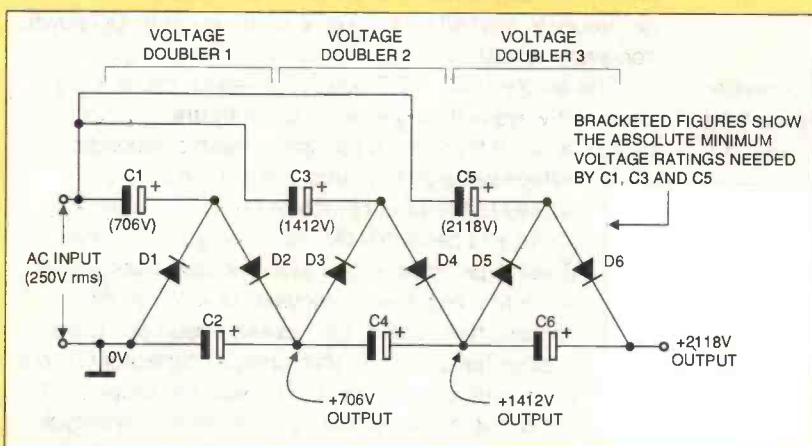 VOLTAGE
DOUBLER 1
VOLTAGE
DOUBLER 2
VOLTAGE
DOUBLER 3
BRACKETED FIGURES SHOW
THE ABSOLUTE MINIMUM
VOLTAGE RATINGS NEEDED
BY C1, C3 AND C5
C1
+
(706V)
C3
+
(1412V)
C5
+
(2118V)
AC INPUT
(250V rms)
D1
D2
D3
D4
D5
D6
0V
C2
+
C4
+
C6
+
+2118V
OUTPUT
+706V
OUTPUT
+1412V
OUTPUT